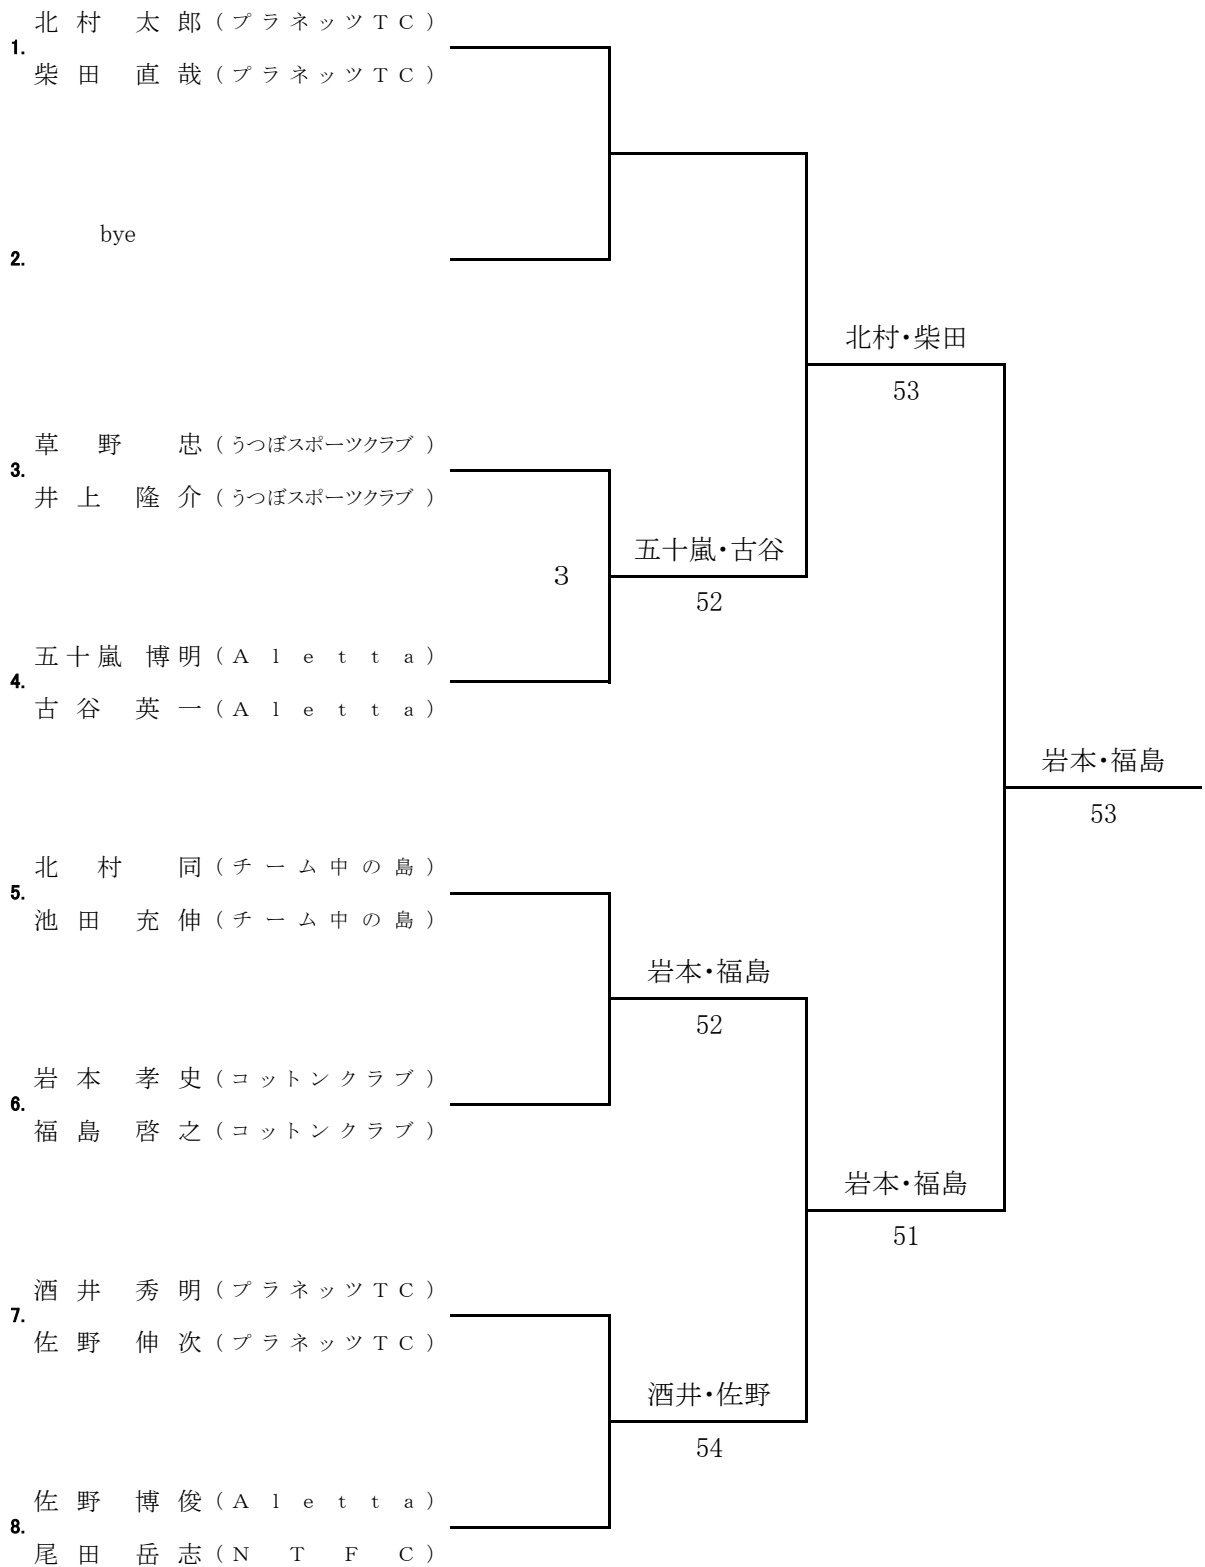 北村 太郎(プラネッツTC)
1.
柴田 直哉(プラネッツTC)
bye
2.
北村・柴田
53
草野 忠(うつぼスポーツクラブ)
3.
井上 隆介(うつぼスポーツクラブ)
五十嵐・古谷
3
52
五十嵐 博明(Aletta)
4.
古谷 英一(Aletta)
岩本・福島
53
北村 同(チーム中の島)
5.
池田 充伸(チーム中の島)
岩本・福島
52
岩本 孝史(コットンクラブ)
6.
福島 啓之(コットンクラブ)
岩本・福島
51
酒井 秀明(プラネッツTC)
7.
佐野 伸次(プラネッツTC)
酒井・佐野
54
佐野 博俊(Aletta)
8.
尾田 岳志(NTFC)